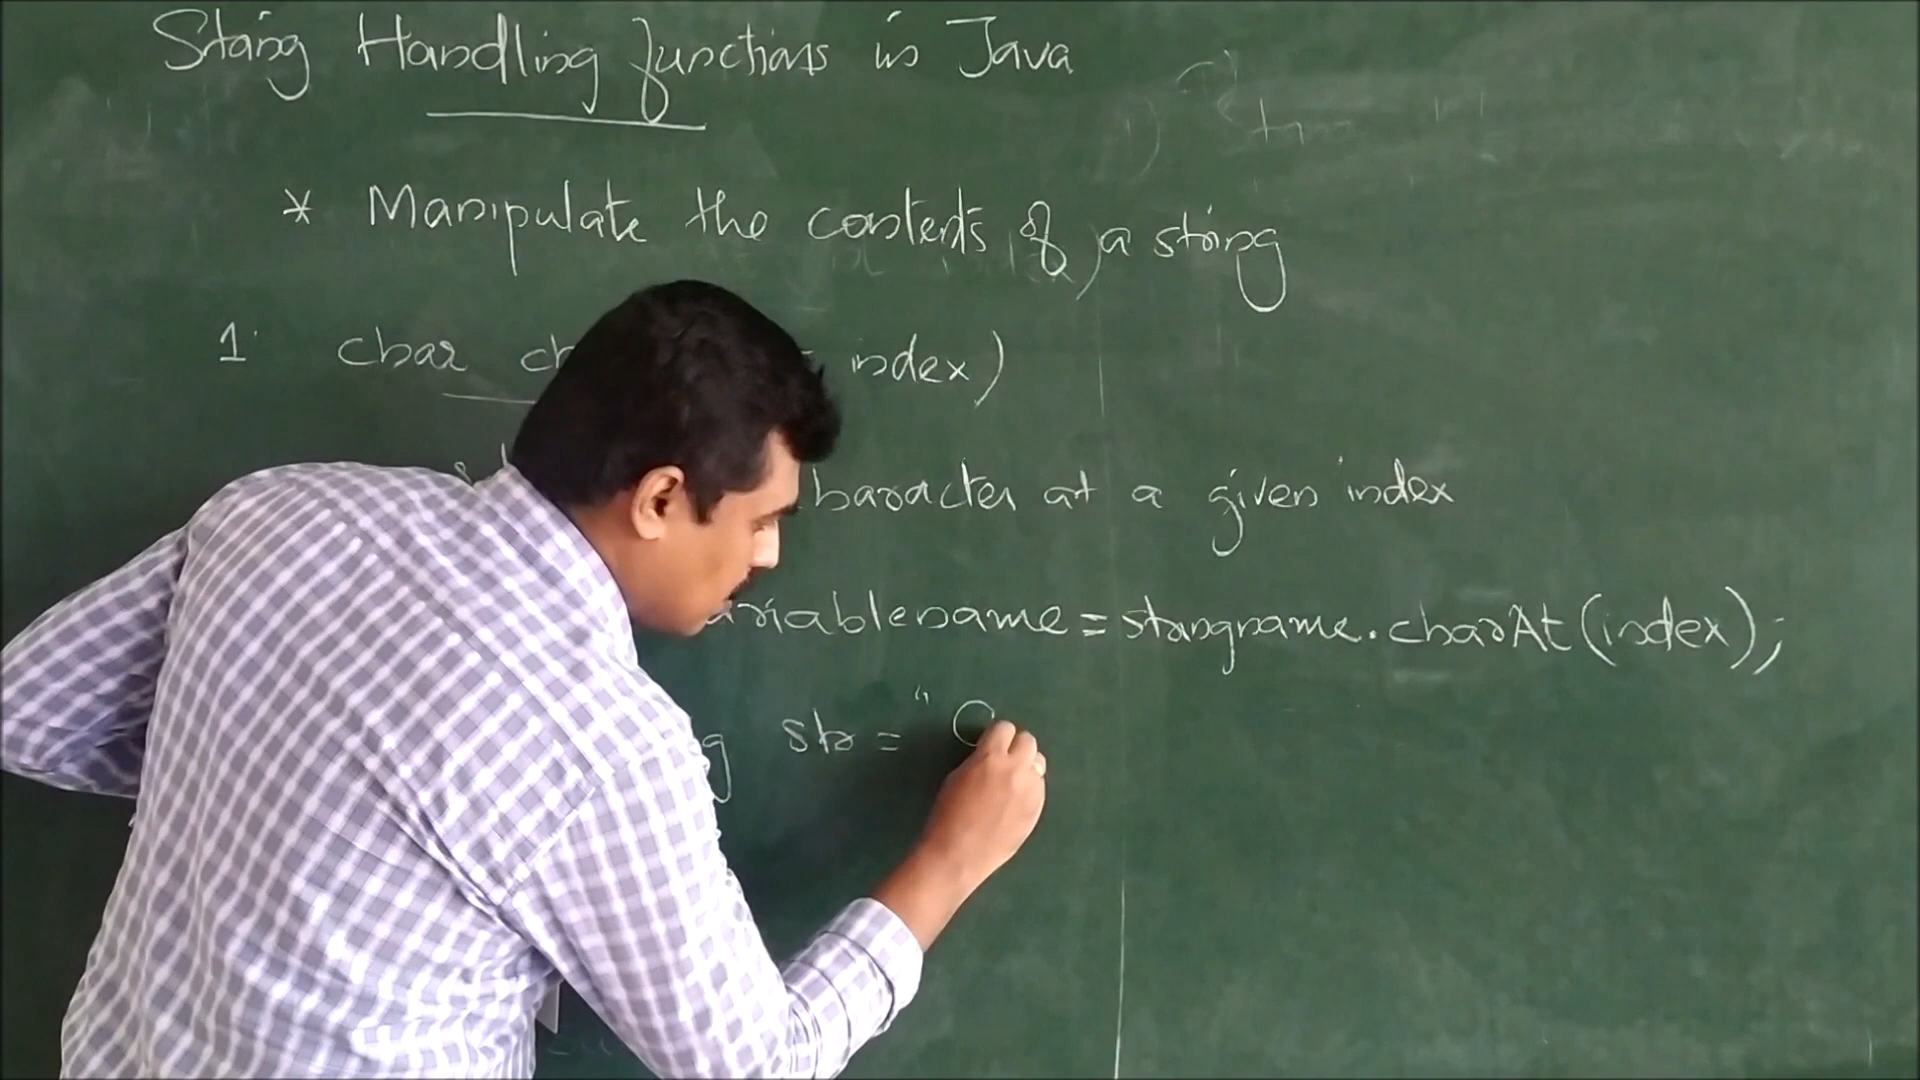 String Handling functions in Java
* Manipulate the contents of a string
1. char ch index)
haracter at a given index
ariablename = stringname.charAt(index);
g str = "C